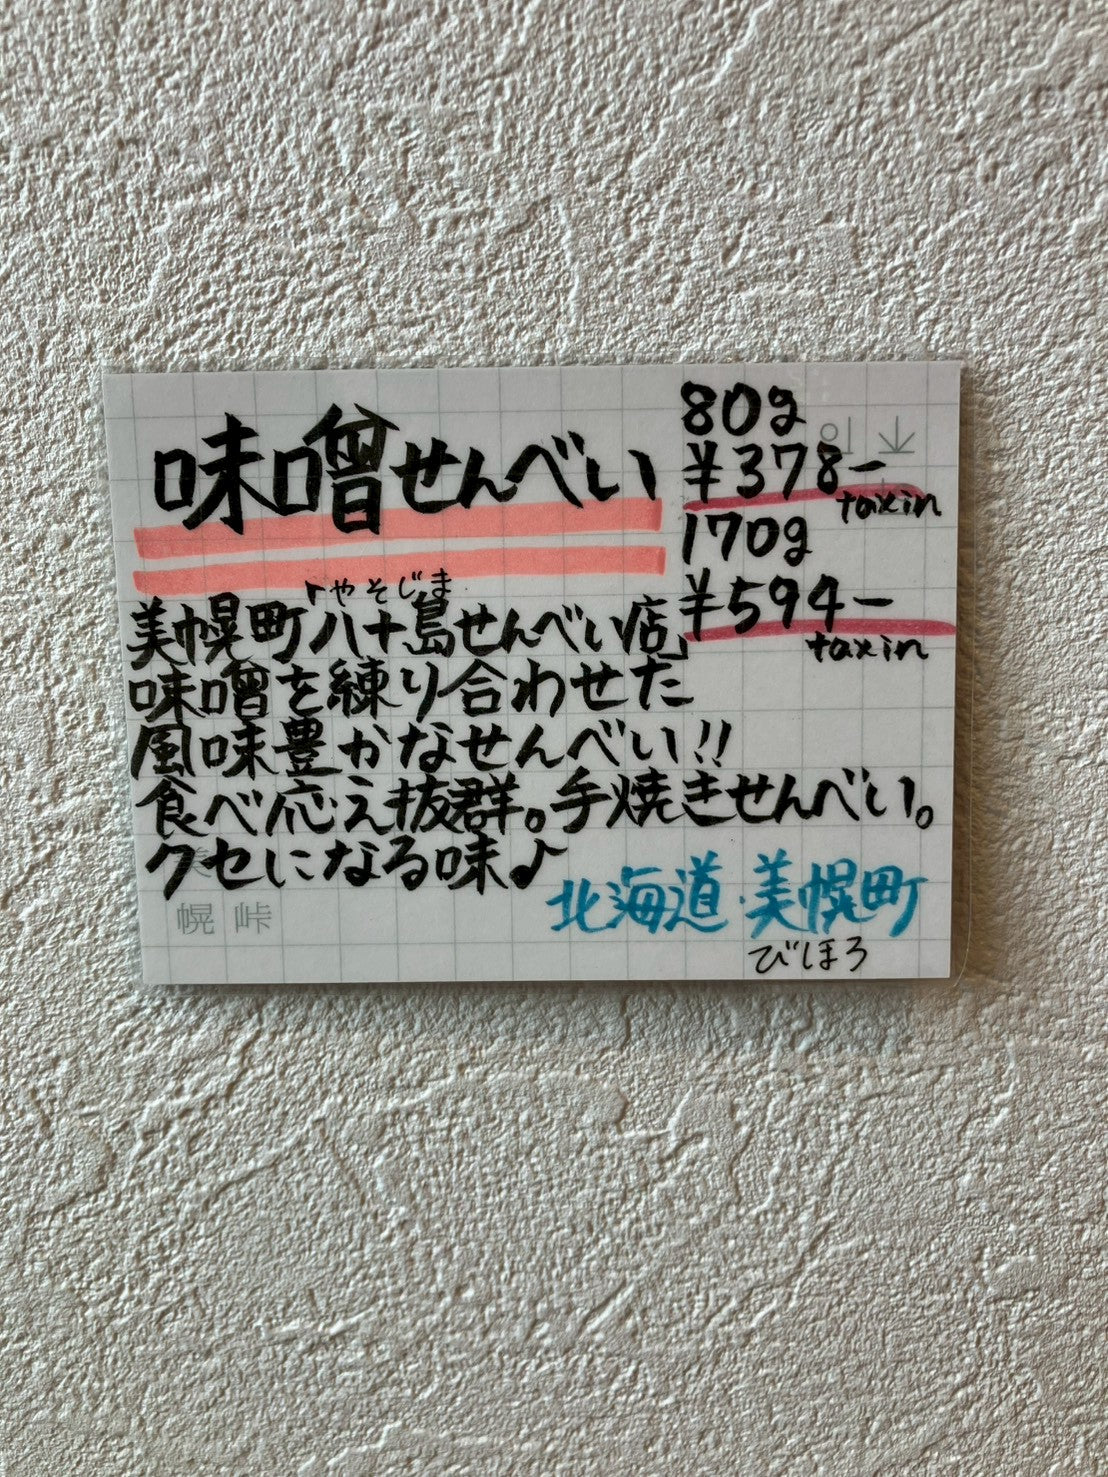 味噌せんべい
80g
¥378-
taxin
170g
¥594-
taxin
やそじま
美幌町「八十島せんべい店」
味噌を練り合わせた
風味豊かなせんべい!!
食べ応え抜群。手焼きせんべい。
クセになる味♪
北海道・美幌町
びほろ
美
幌 峠